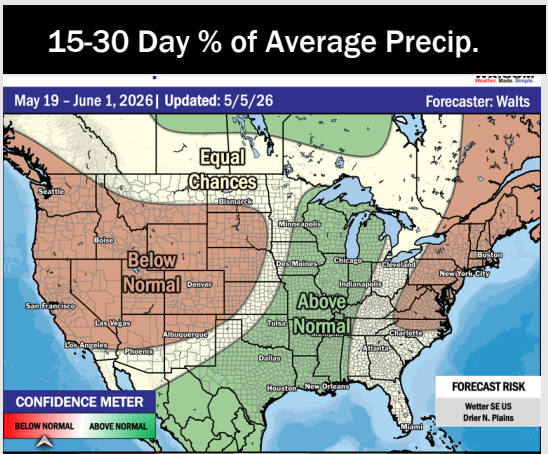 15-30 Day % of Average Precip.
Weather. Made. Simple.
May 19 – June 1, 2026| Updated: 5/5/26
Forecaster: Walts
Equal
Chances
Seattle
Bismarck
Minneapolis
Boise
Below
Normal
Des Moines
Chicago
Cleveland
Boston
New York City
Denver
Indianapolis
San Francisco
Above
Normal
Las Vegas
Tulsa
Memphis
Charlotte
Los Angeles
Albuquerque
Phoenix
Atlanta
Dallas
Houston
New Orleans
Miami
CONFIDENCE METER
BELOW NORMAL
ABOVE NORMAL
FORECAST RISK
Wetter SE US
Drier N. Plains